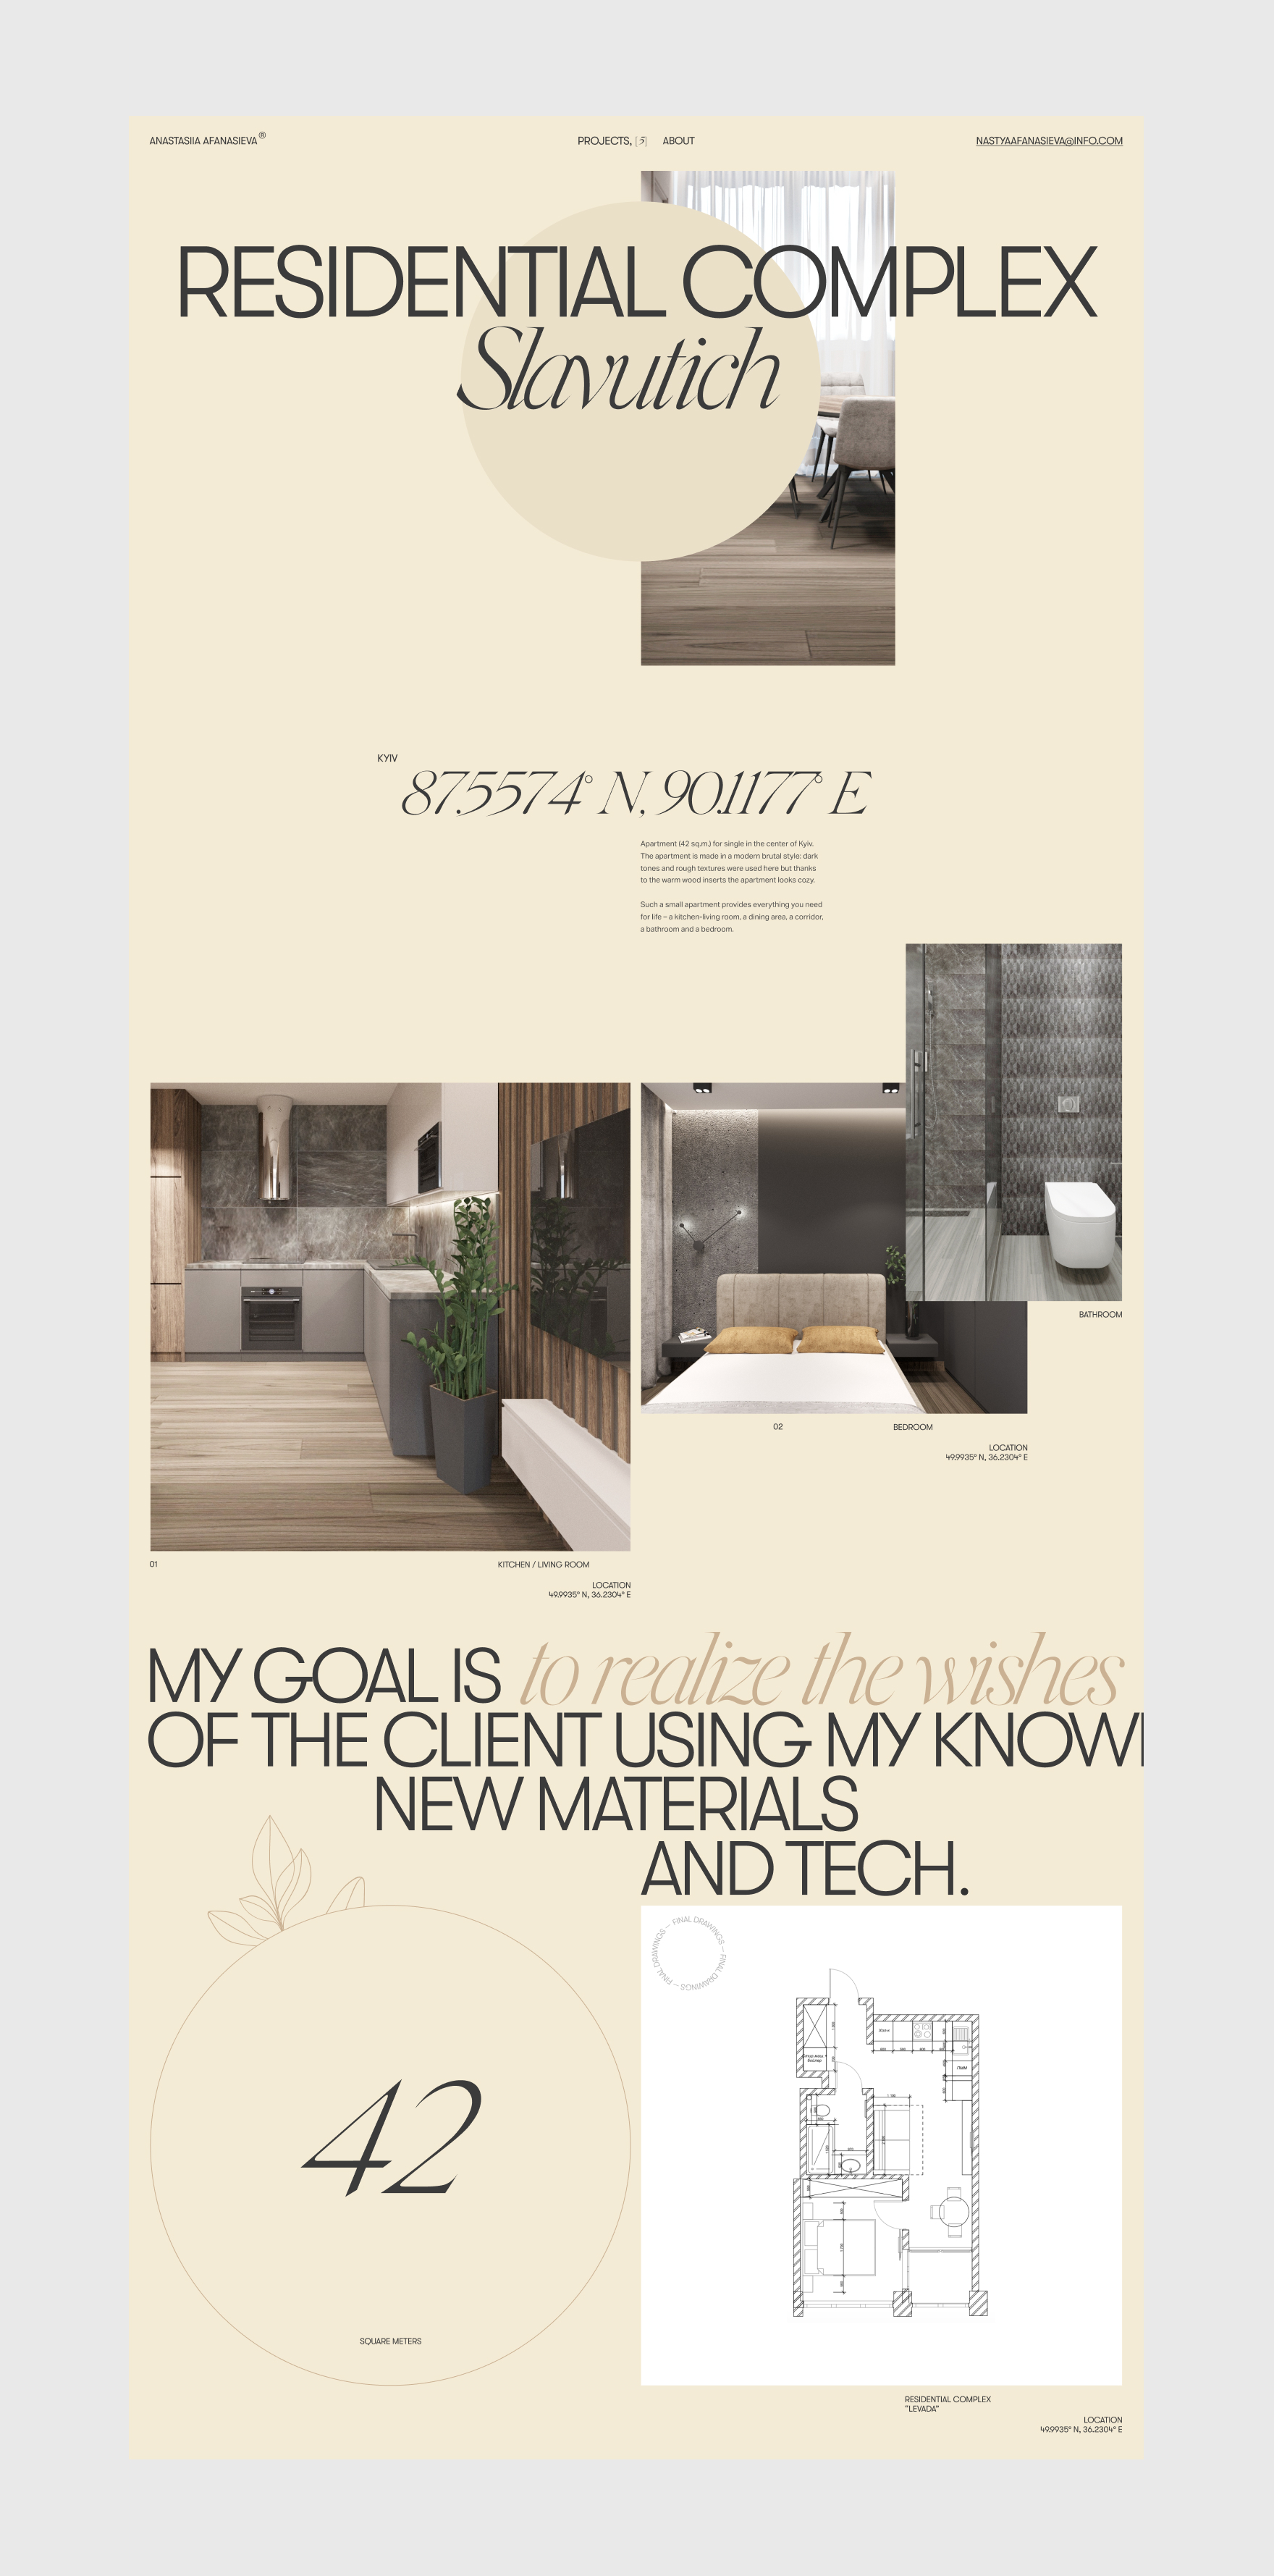 ANASTASIIA AFANASIEVA®
PROJECTS, [5]
ABOUT
NASTYAAFANASIEVA@INFO.COM
RESIDENTIAL COMPLEX
Slavutich
KYIV
87.5574° N, 90.1177° E
Apartment (42 sq.m.) for single in the center of Kyiv.
The apartment is made in a modern brutal style: dark
tones and rough textures were used here but thanks
to the warm wood inserts the apartment looks cozy.
Such a small apartment provides everything you need
for life – a kitchen-living room, a dining area, a corridor,
a bathroom and a bedroom.
BATHROOM
02
BEDROOM
LOCATION
49.9935° N, 36.2304° E
01
KITCHEN / LIVING ROOM
LOCATION
49.9935° N, 36.2304° E
MY GOAL IS to realize the wishes
OF THE CLIENT USING MY KNOW
NEW MATERIALS
AND TECH.
FINAL DRAWINGS — FINAL DRAWINGS — FINAL DRAWINGS —
42
SQUARE METERS
RESIDENTIAL COMPLEX
"LEVADA"
LOCATION
49.9935° N, 36.2304° E